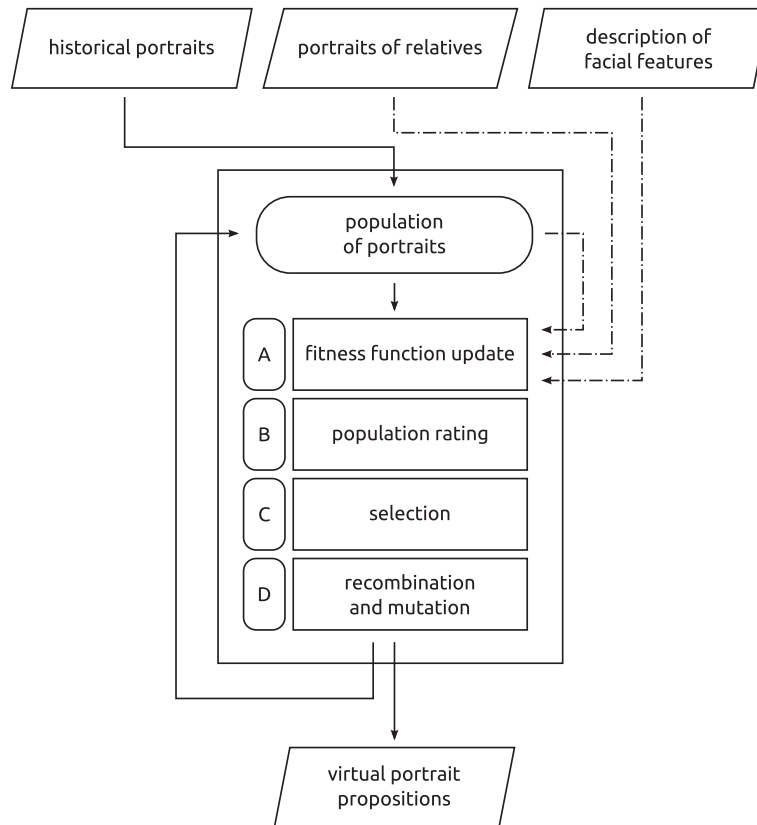 historical portraits
portraits of relatives
description of
facial features
population
of portraits
A
fitness function update
B
population rating
C
selection
D
recombination
and mutation
virtual portrait
propositions